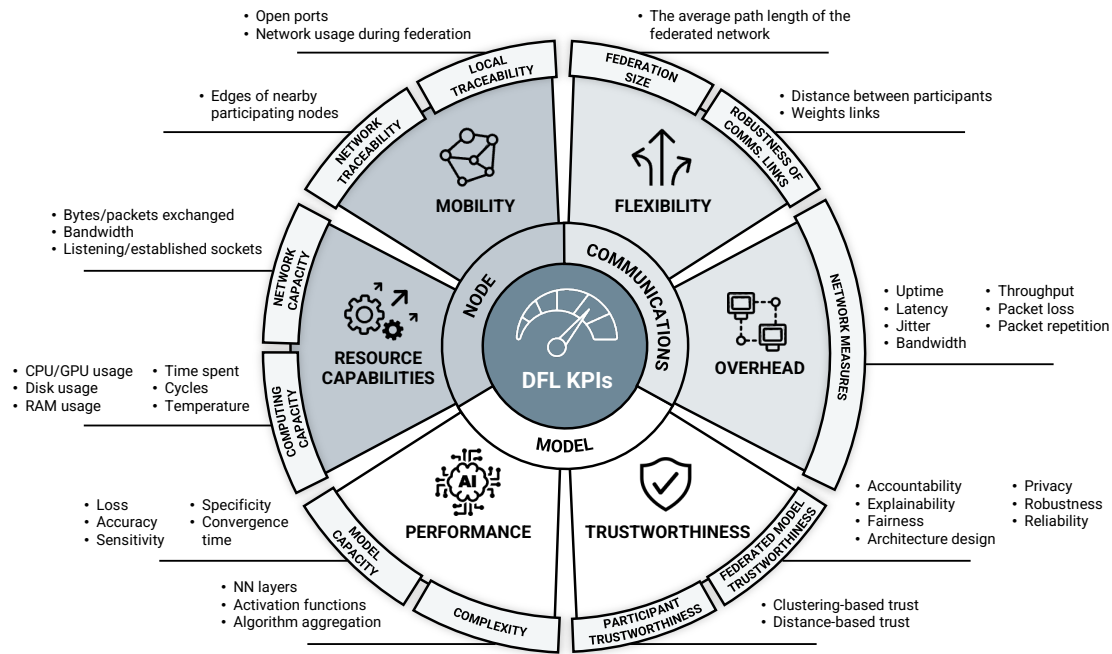 • Open ports
• Network usage during federation
• The average path length of the
federated network
LOCAL
TRACEABILITY
FEDERATION
SIZE
• Edges of nearby
participating nodes
• Distance between participants
• Weights links
NETWORK
TRACEABILITY
ROBUSTNESS OF
COMMS. LINKS
MOBILITY
FLEXIBILITY
• Bytes/packets exchanged
• Bandwidth
• Listening/established sockets
NETWORK
CAPACITY
NODE
COMMUNICATIONS
• Uptime
• Latency
• Jitter
• Bandwidth
• Throughput
• Packet loss
• Packet repetition
NETWORK MEASURES
RESOURCE
CAPABILITIES
DFL KPIs
OVERHEAD
• CPU/GPU usage
• Disk usage
• RAM usage
• Time spent
• Cycles
• Temperature
COMPUTING
CAPACITY
MODEL
AI
PERFORMANCE
TRUSTWORTHINESS
• Loss
• Accuracy
• Sensitivity
• Specificity
• Convergence
time
MODEL
CAPACITY
• Accountability
• Explainability
• Fairness
• Architecture design
• Privacy
• Robustness
• Reliability
FEDERATED MODEL
TRUSTWORTHINESS
• NN layers
• Activation functions
• Algorithm aggregation
COMPLEXITY
PARTICIPANT
TRUSTWORTHINESS
• Clustering-based trust
• Distance-based trust